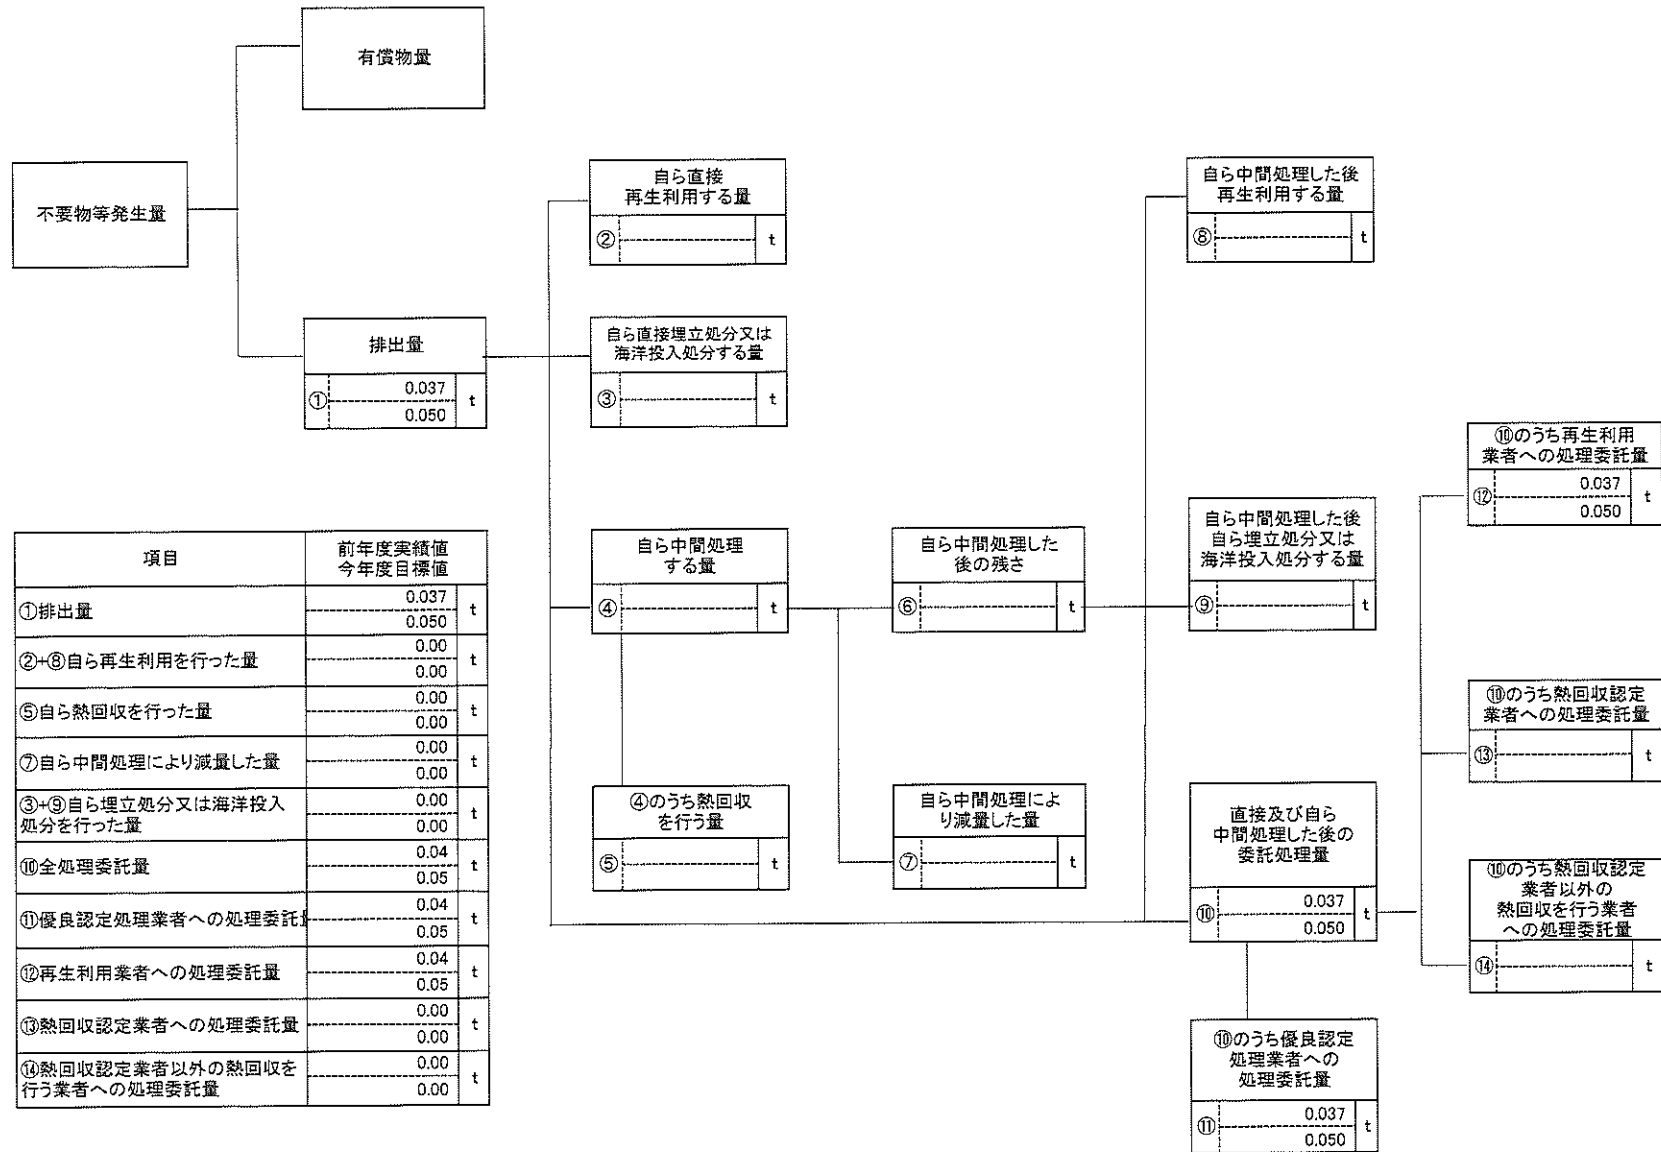 有償物量
不要物等発生量
排出量
①
0.037
0.050
t
自ら直接
再生利用する量
②
t
自ら直接埋立処分又は
海洋投入処分する量
③
t
自ら中間処理
する量
④
t
④のうち熱回収
を行う量
⑤
t
自ら中間処理した
後の残さ
⑥
t
自ら中間処理によ
り減量した量
⑦
t
自ら中間処理した後
再生利用する量
⑧
t
自ら中間処理した後
自ら埋立処分又は
海洋投入処分する量
⑨
t
直接及び自ら
中間処理した後の
委託処理量
⑩
0.037
0.050
t
⑩のうち優良認定
処理業者への
処理委託量
⑪
0.037
0.050
t
⑩のうち再生利用
業者への処理委託量
⑫
0.037
0.050
t
⑩のうち熱回収認定
業者への処理委託量
⑬
t
⑩のうち熱回収認定
業者以外の
熱回収を行う業者
への処理委託量
⑭
t
項目
前年度実績値
今年度目標値
①排出量
0.037
0.050
t
②+⑧自ら再生利用を行った量
0.00
0.00
t
⑤自ら熱回収を行った量
0.00
0.00
t
⑦自ら中間処理により減量した量
0.00
0.00
t
③+⑨自ら埋立処分又は海洋投入
処分を行った量
0.00
0.00
t
⑩全処理委託量
0.04
0.05
t
⑪優良認定処理業者への処理委託量
0.04
0.05
t
⑫再生利用業者への処理委託量
0.04
0.05
t
⑬熱回収認定業者への処理委託量
0.00
0.00
t
⑭熱回収認定業者以外の熱回収を
行う業者への処理委託量
0.00
0.00
t